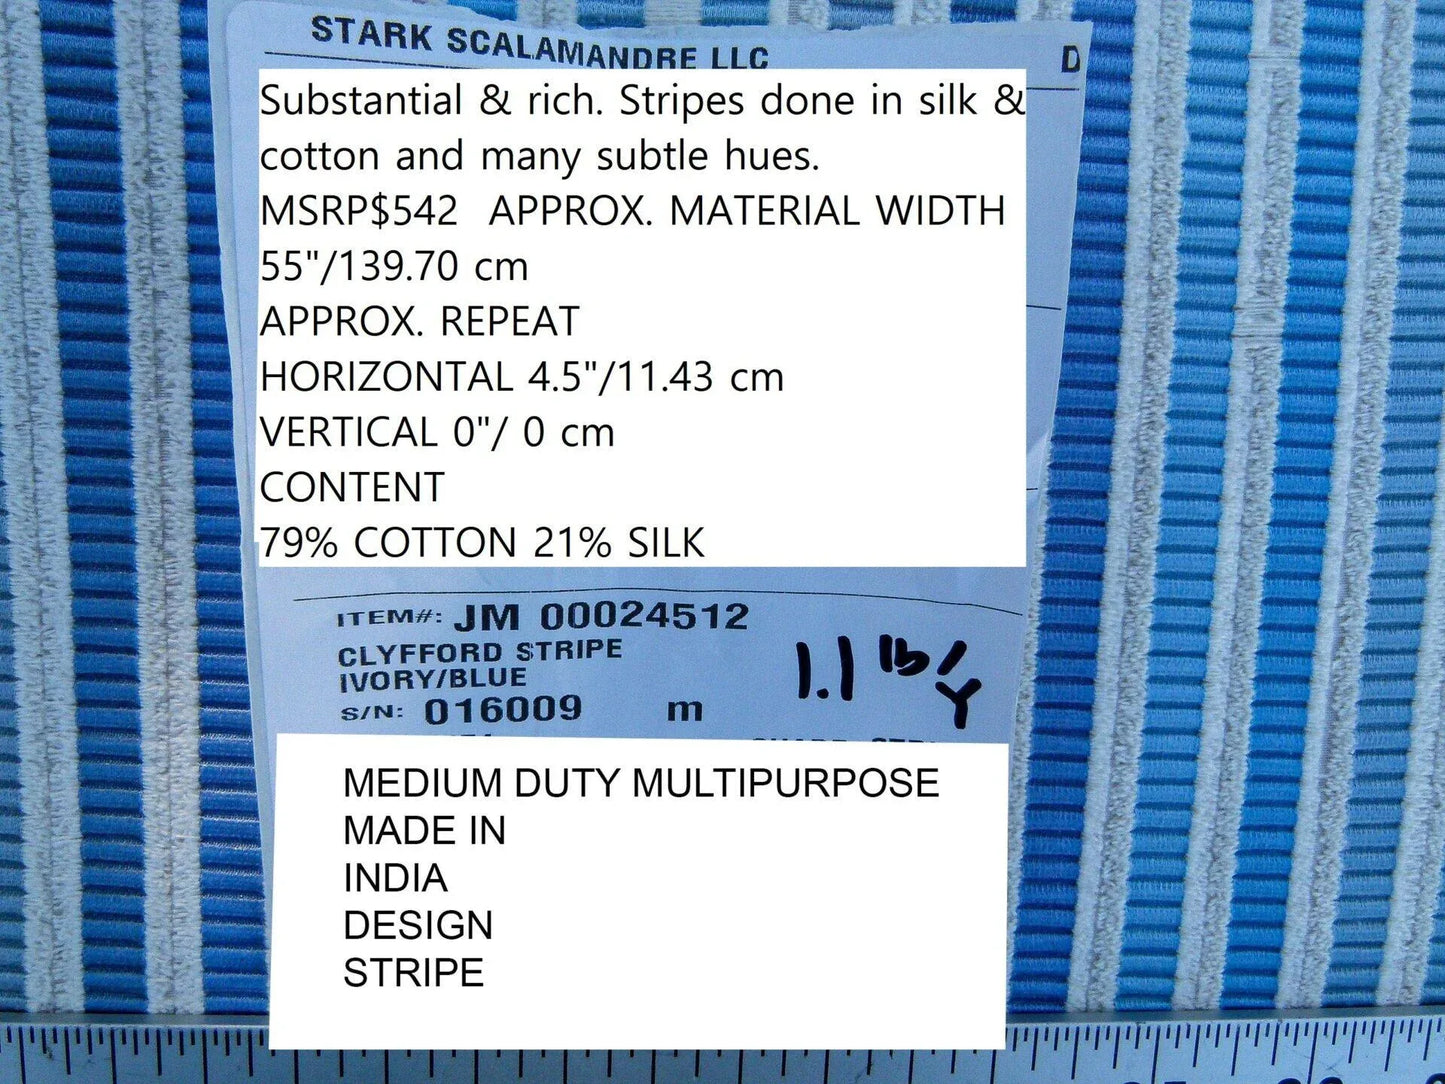 STARK SCALAMANDRE LLC
D
Substantial & rich. Stripes done in silk &
cotton and many subtle hues.
MSRP$542 APPROX. MATERIAL WIDTH
55"/139.70 cm
APPROX. REPEAT
HORIZONTAL 4.5"/11.43 cm
VERTICAL 0"/ 0 cm
CONTENT
79% COTTON 21% SILK
ITEM#: JM 00024512
CLYFFORD STRIPE
IVORY/BLUE
S/N: 016009 m
1.1 lb/Y
MEDIUM DUTY MULTIPURPOSE
MADE IN
INDIA
DESIGN
STRIPE